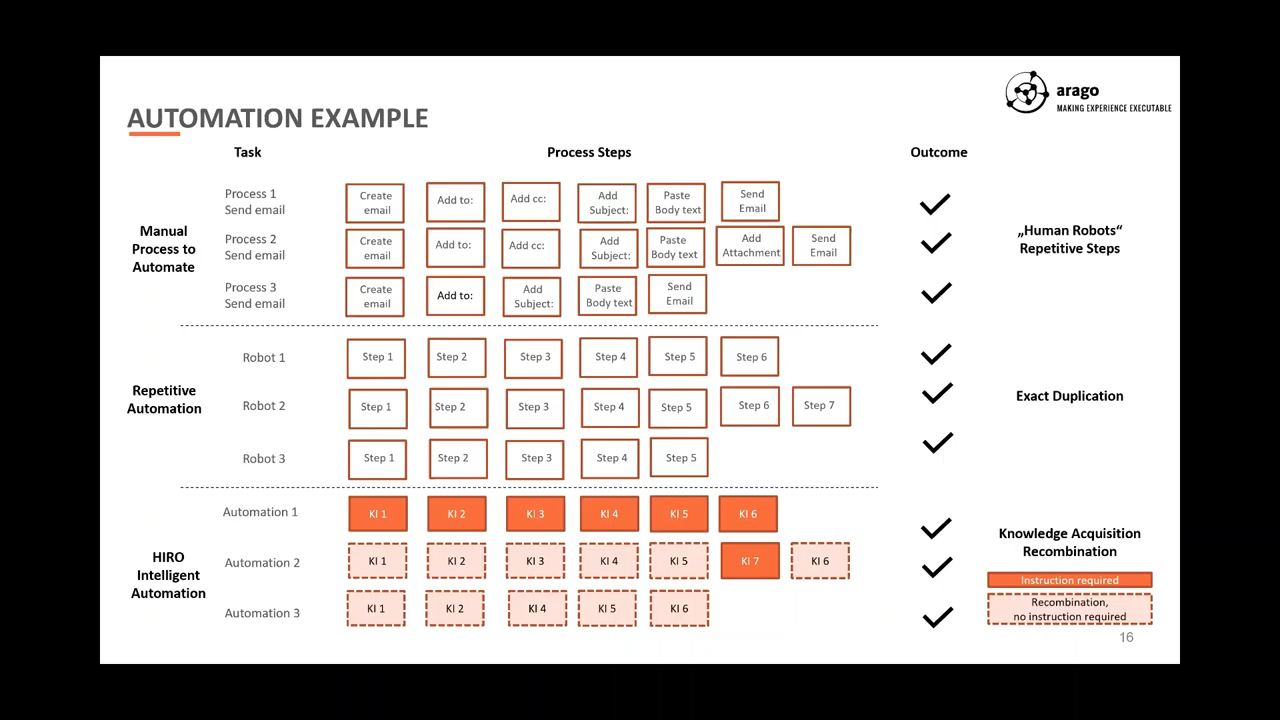 arago
MAKING EXPERIENCE EXECUTABLE
AUTOMATION EXAMPLE
Task
Process Steps
Outcome
Manual
Process to
Automate
Process 1
Send email
Create
email
Add to:
Add cc:
Add
Subject:
Paste
Body text
Send
Email
Process 2
Send email
Create
email
Add to:
Add cc:
Add
Subject:
Paste
Body text
Add
Attachment
Send
Email
Process 3
Send email
Create
email
Add to:
Add
Subject:
Paste
Body text
Send
Email
„Human Robots“
Repetitive Steps
Repetitive
Automation
Robot 1
Step 1
Step 2
Step 3
Step 4
Step 5
Step 6
Robot 2
Step 1
Step 2
Step 3
Step 4
Step 5
Step 6
Step 7
Robot 3
Step 1
Step 2
Step 3
Step 4
Step 5
Exact Duplication
HIRO
Intelligent
Automation
Automation 1
KI 1
KI 2
KI 3
KI 4
KI 5
KI 6
Automation 2
KI 1
KI 2
KI 3
KI 4
KI 5
KI 7
KI 6
Automation 3
KI 1
KI 2
KI 4
KI 5
KI 6
Knowledge Acquisition
Recombination
Instruction required
Recombination,
no instruction required
16